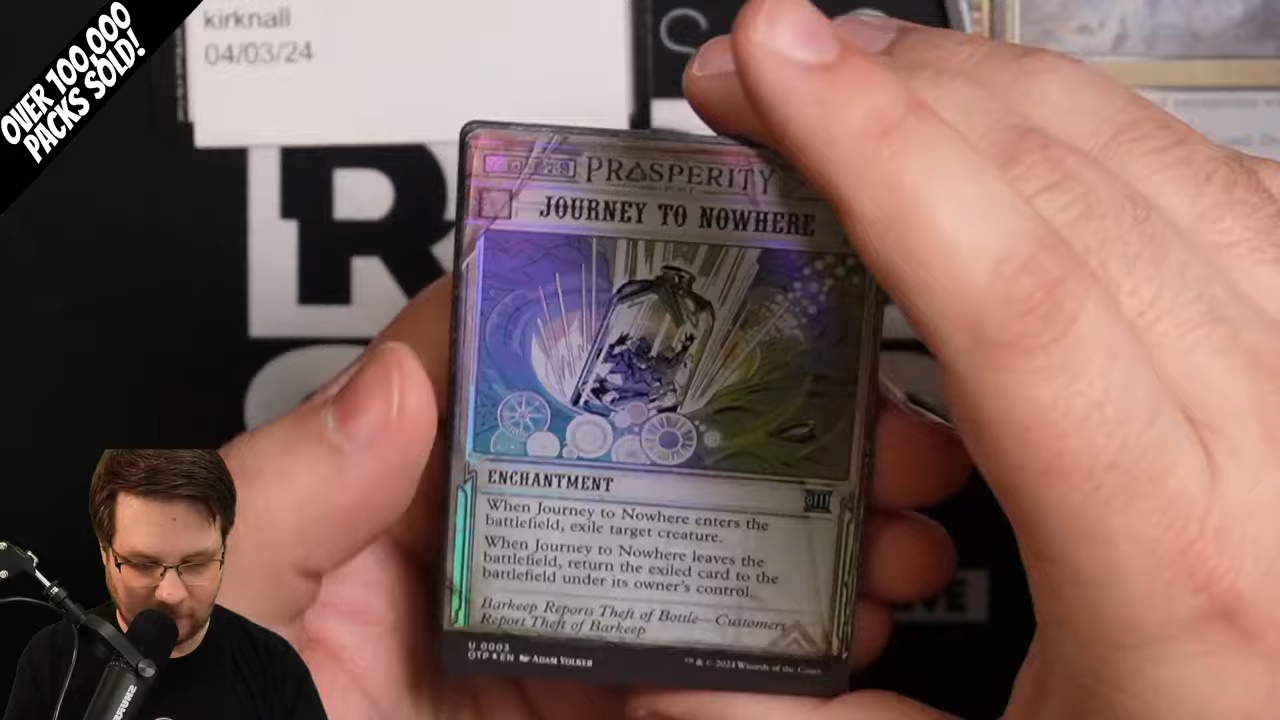 OVER 100,000
PACKS SOLD!
kirknall
04/03/24
R
PROSPERITY
JOURNEY TO NOWHERE
ENCHANTMENT
When Journey to Nowhere enters the
battlefield, exile target creature.
When Journey to Nowhere leaves the
battlefield, return the exiled card to the
battlefield under its owner's control.
Barkeep Reports Theft of Bottle—Customers
Report Theft of Barkeep
U 0003
OTP ★ EN ADAM VOLKER
™ & © 2024 Wizards of the Coast
SHURE